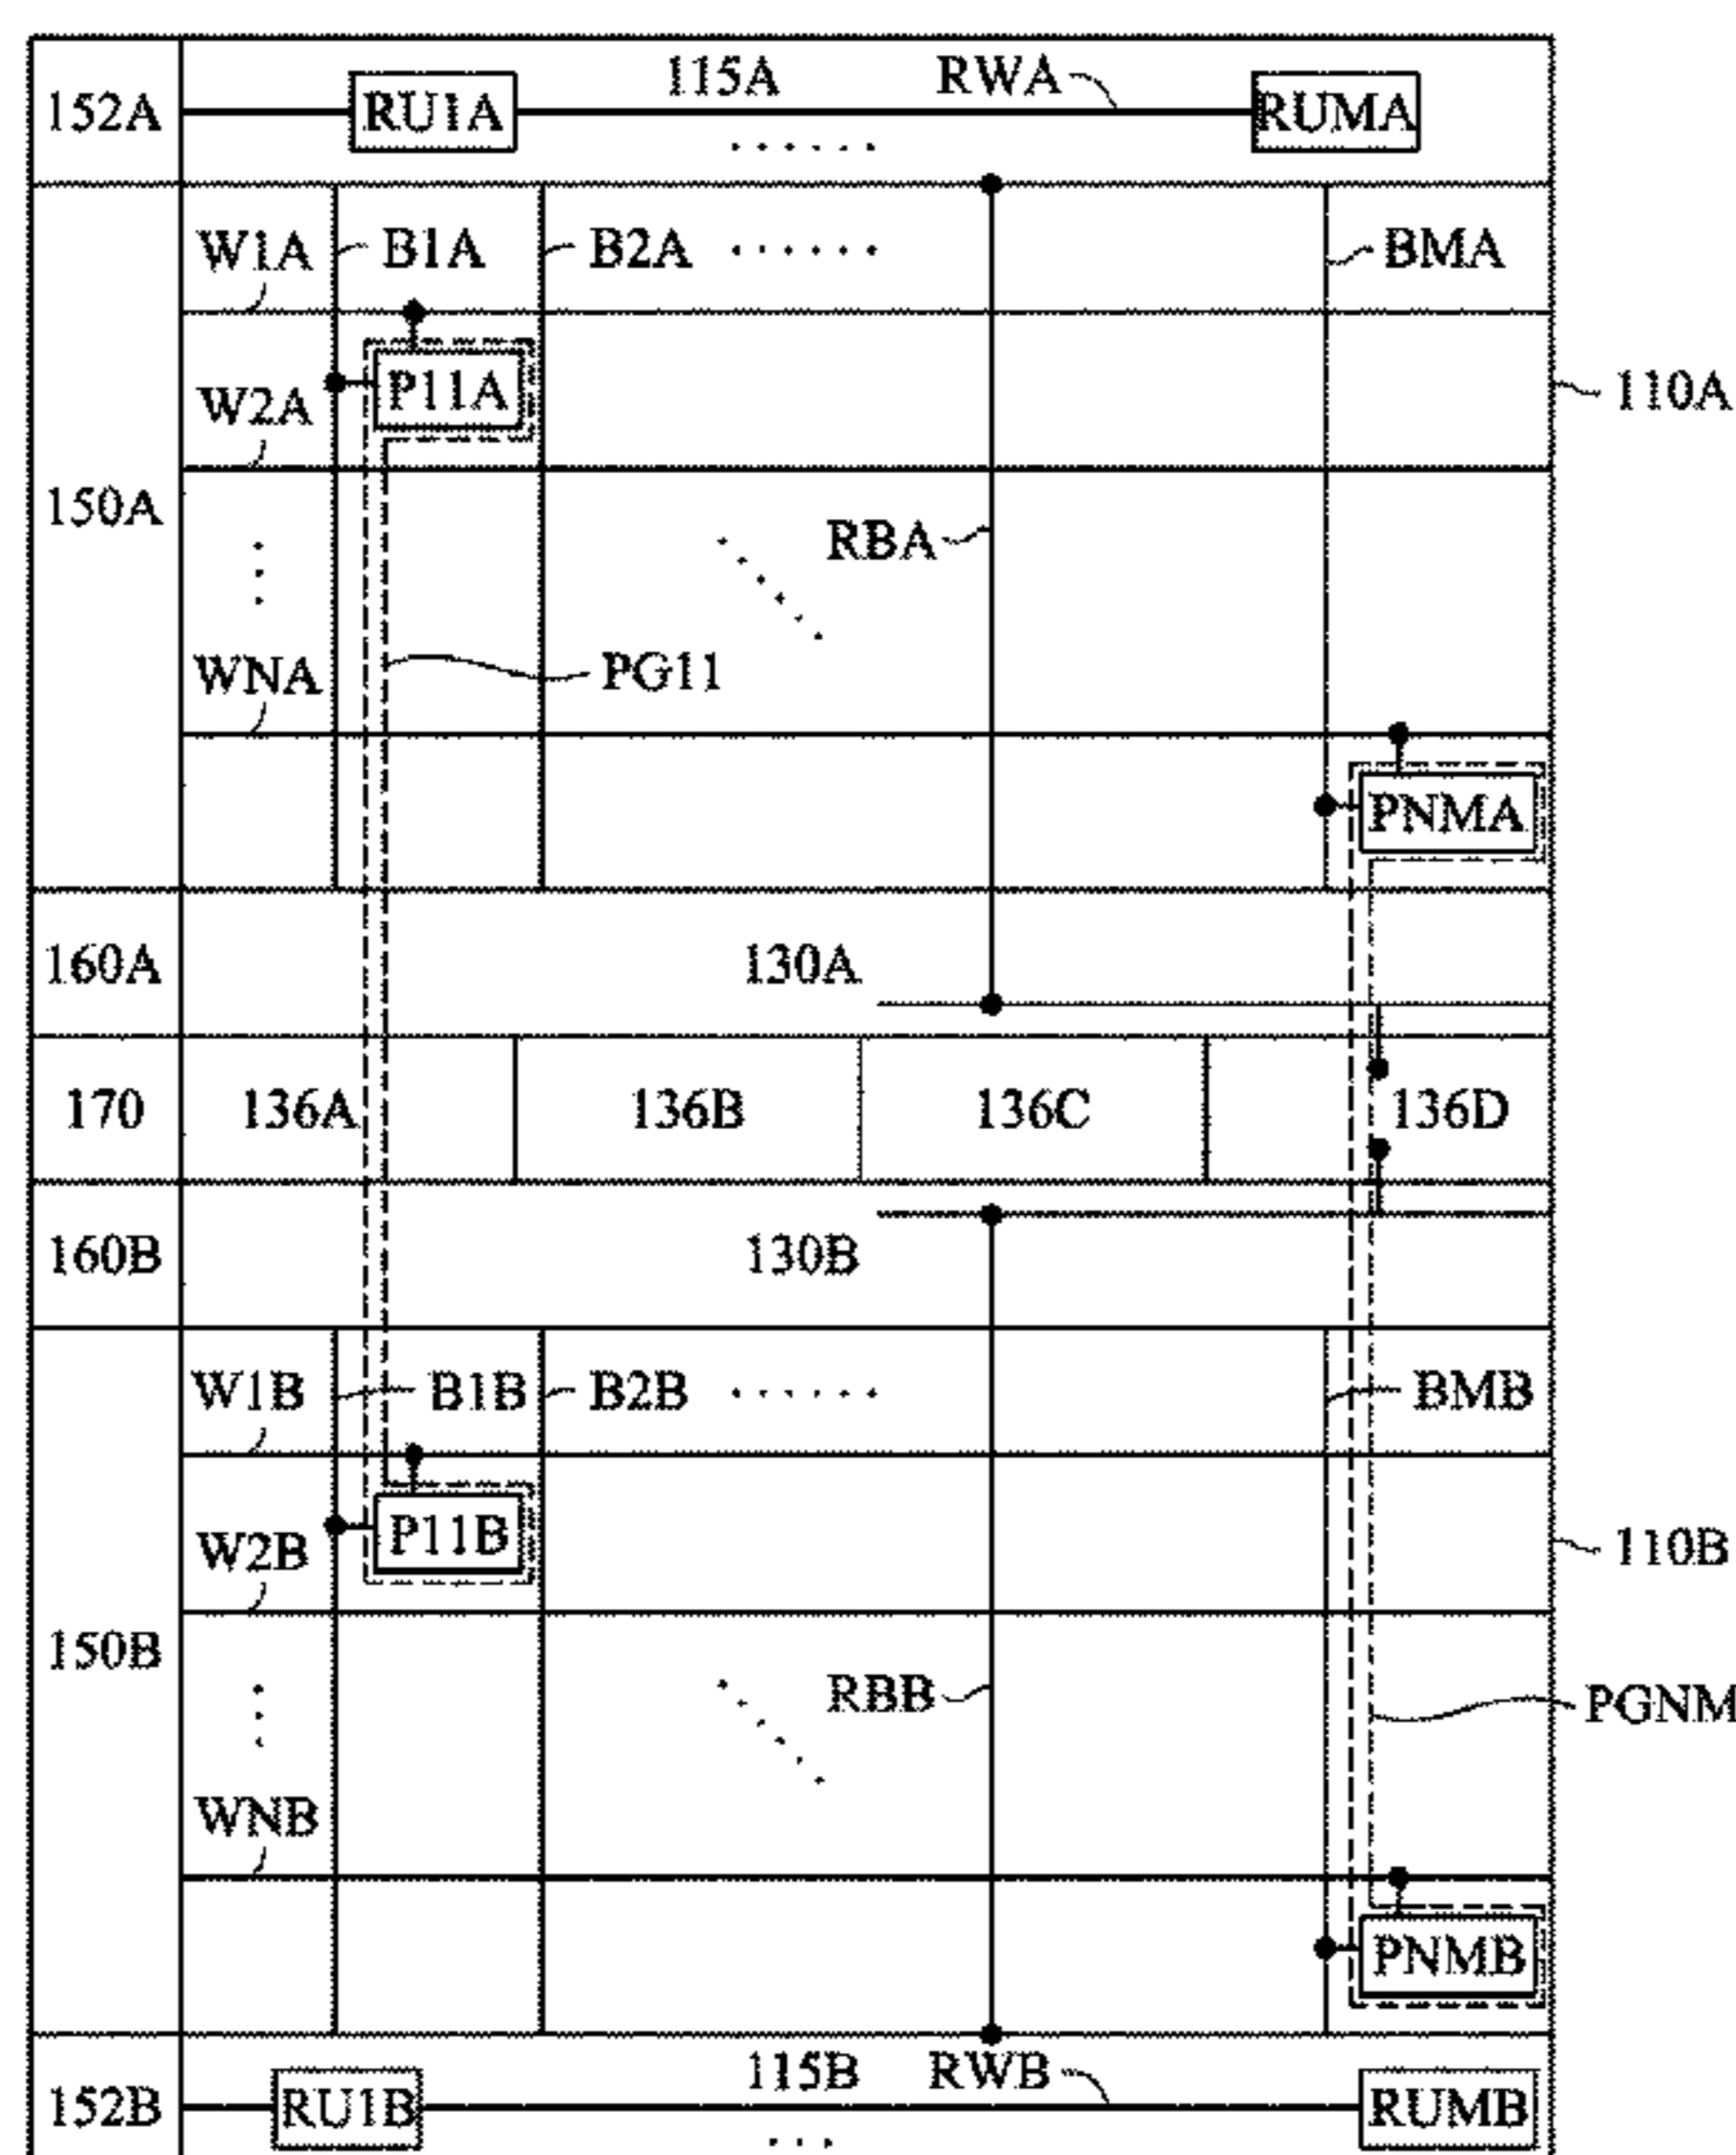 115A RWA
152A RU1A RUMA
......
W1A B1A B2A ...... BMA
P11A 110A
W2A
150A RBA
PG11
WNA
PNMA
160A 130A
170 136A 136B 136C 136D
160B 130B
W1B B1B B2B ...... BMB
P11B 110B
W2B
150B RBB PGNM
WNB
PNMB
115B RWB
152B RU1B RUMB
...